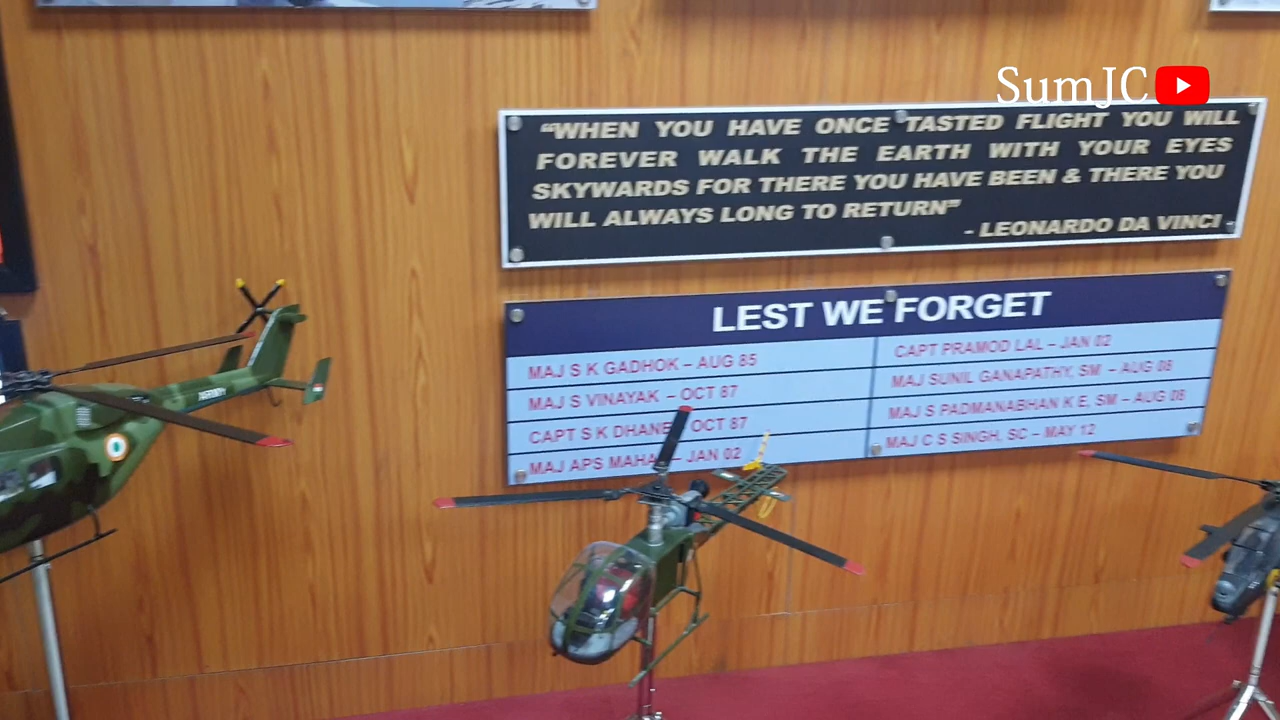 SumJC
“WHEN YOU HAVE ONCE TASTED FLIGHT YOU WILL
FOREVER WALK THE EARTH WITH YOUR EYES
SKYWARDS FOR THERE YOU HAVE BEEN & THERE YOU
WILL ALWAYS LONG TO RETURN”
- LEONARDO DA VINCI -
LEST WE FORGET
MAJ S K GADHOK – AUG 85
MAJ S VINAYAK – OCT 87
CAPT S K OCT 87
MAJ APS – JAN 02
CAPT PRAMOD LAL – JAN 02
MAJ SUNIL GANAPATHY, SM – AUG 08
MAJ S PADMANABHAN K E, SM – AUG 08
MAJ C S SINGH, SC – MAY 12